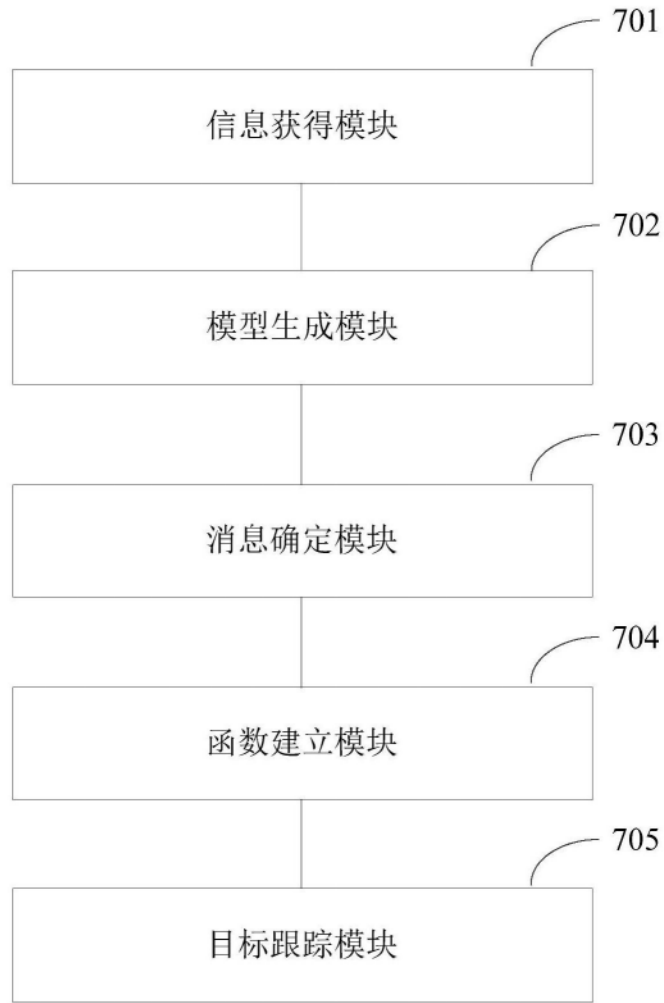 701
信息获得模块
702
模型生成模块
703
消息确定模块
704
函数建立模块
705
目标跟踪模块